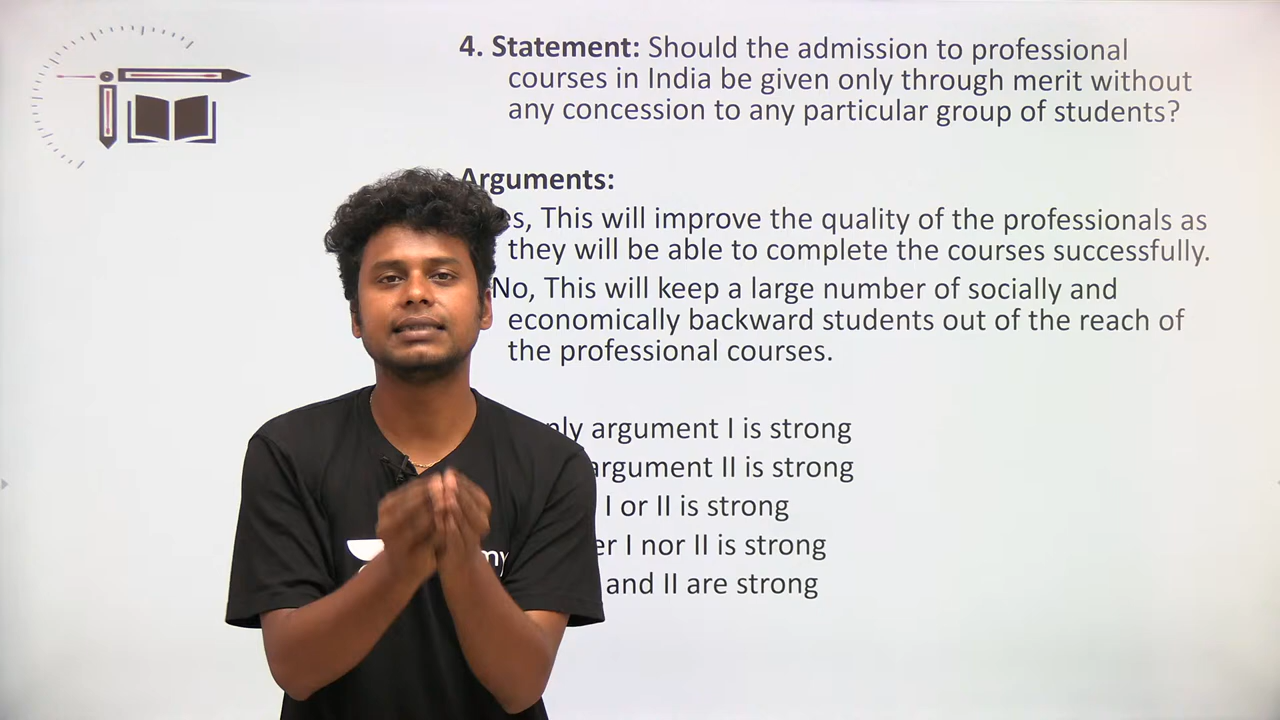 4. Statement: Should the admission to professional
courses in India be given only through merit without
any concession to any particular group of students?
Arguments:
This will improve the quality of the professionals as
they will be able to complete the courses successfully.
No, This will keep a large number of socially and
economically backward students out of the reach of
the professional courses.
argument I is strong
argument II is strong
I or II is strong
I nor II is strong
and II are strong